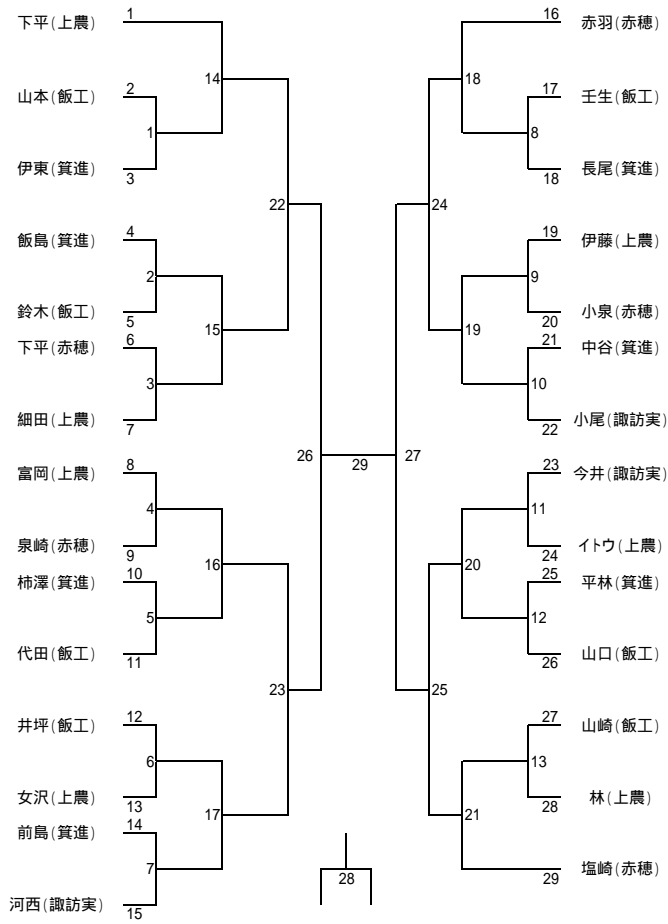 下平(上農) 1
山本(飯工) 2
伊東(箕進) 3
飯島(箕進) 4
鈴木(飯工) 5
下平(赤穂) 6
細田(上農) 7
富岡(上農) 8
泉崎(赤穂) 9
柿澤(箕進) 10
代田(飯工) 11
井坪(飯工) 12
女沢(上農) 13
前島(箕進) 14
河西(諏訪実) 15
1
2
3
4
5
6
7
14
15
16
17
22
23
26
29
27
24
25
18
19
20
21
8
9
10
11
12
13
28
16 赤羽(赤穂)
17 壬生(飯工)
18 長尾(箕進)
19 伊藤(上農)
20 小泉(赤穂)
21 中谷(箕進)
22 小尾(諏訪実)
23 今井(諏訪実)
24 イトウ(上農)
25 平林(箕進)
26 山口(飯工)
27 山崎(飯工)
28 林(上農)
29 塩崎(赤穂)